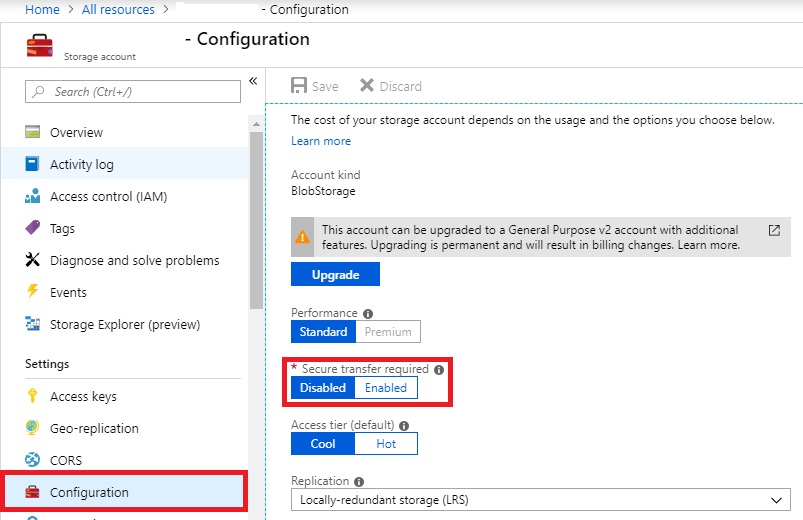 Home > All resources > - Configuration
- Configuration
Storage account
Search (Ctrl+/)
«
Overview
Activity log
Access control (IAM)
Tags
Diagnose and solve problems
Events
Storage Explorer (preview)
Settings
Access keys
Geo-replication
CORS
Configuration
Save
Discard
The cost of your storage account depends on the usage and the options you choose below.
Learn more
Account kind
BlobStorage
This account can be upgraded to a General Purpose v2 account with additional
features. Upgrading is permanent and will result in billing changes. Learn more.
Upgrade
Performance
Standard Premium
* Secure transfer required
Disabled Enabled
Access tier (default)
Cool Hot
Replication
Locally-redundant storage (LRS)